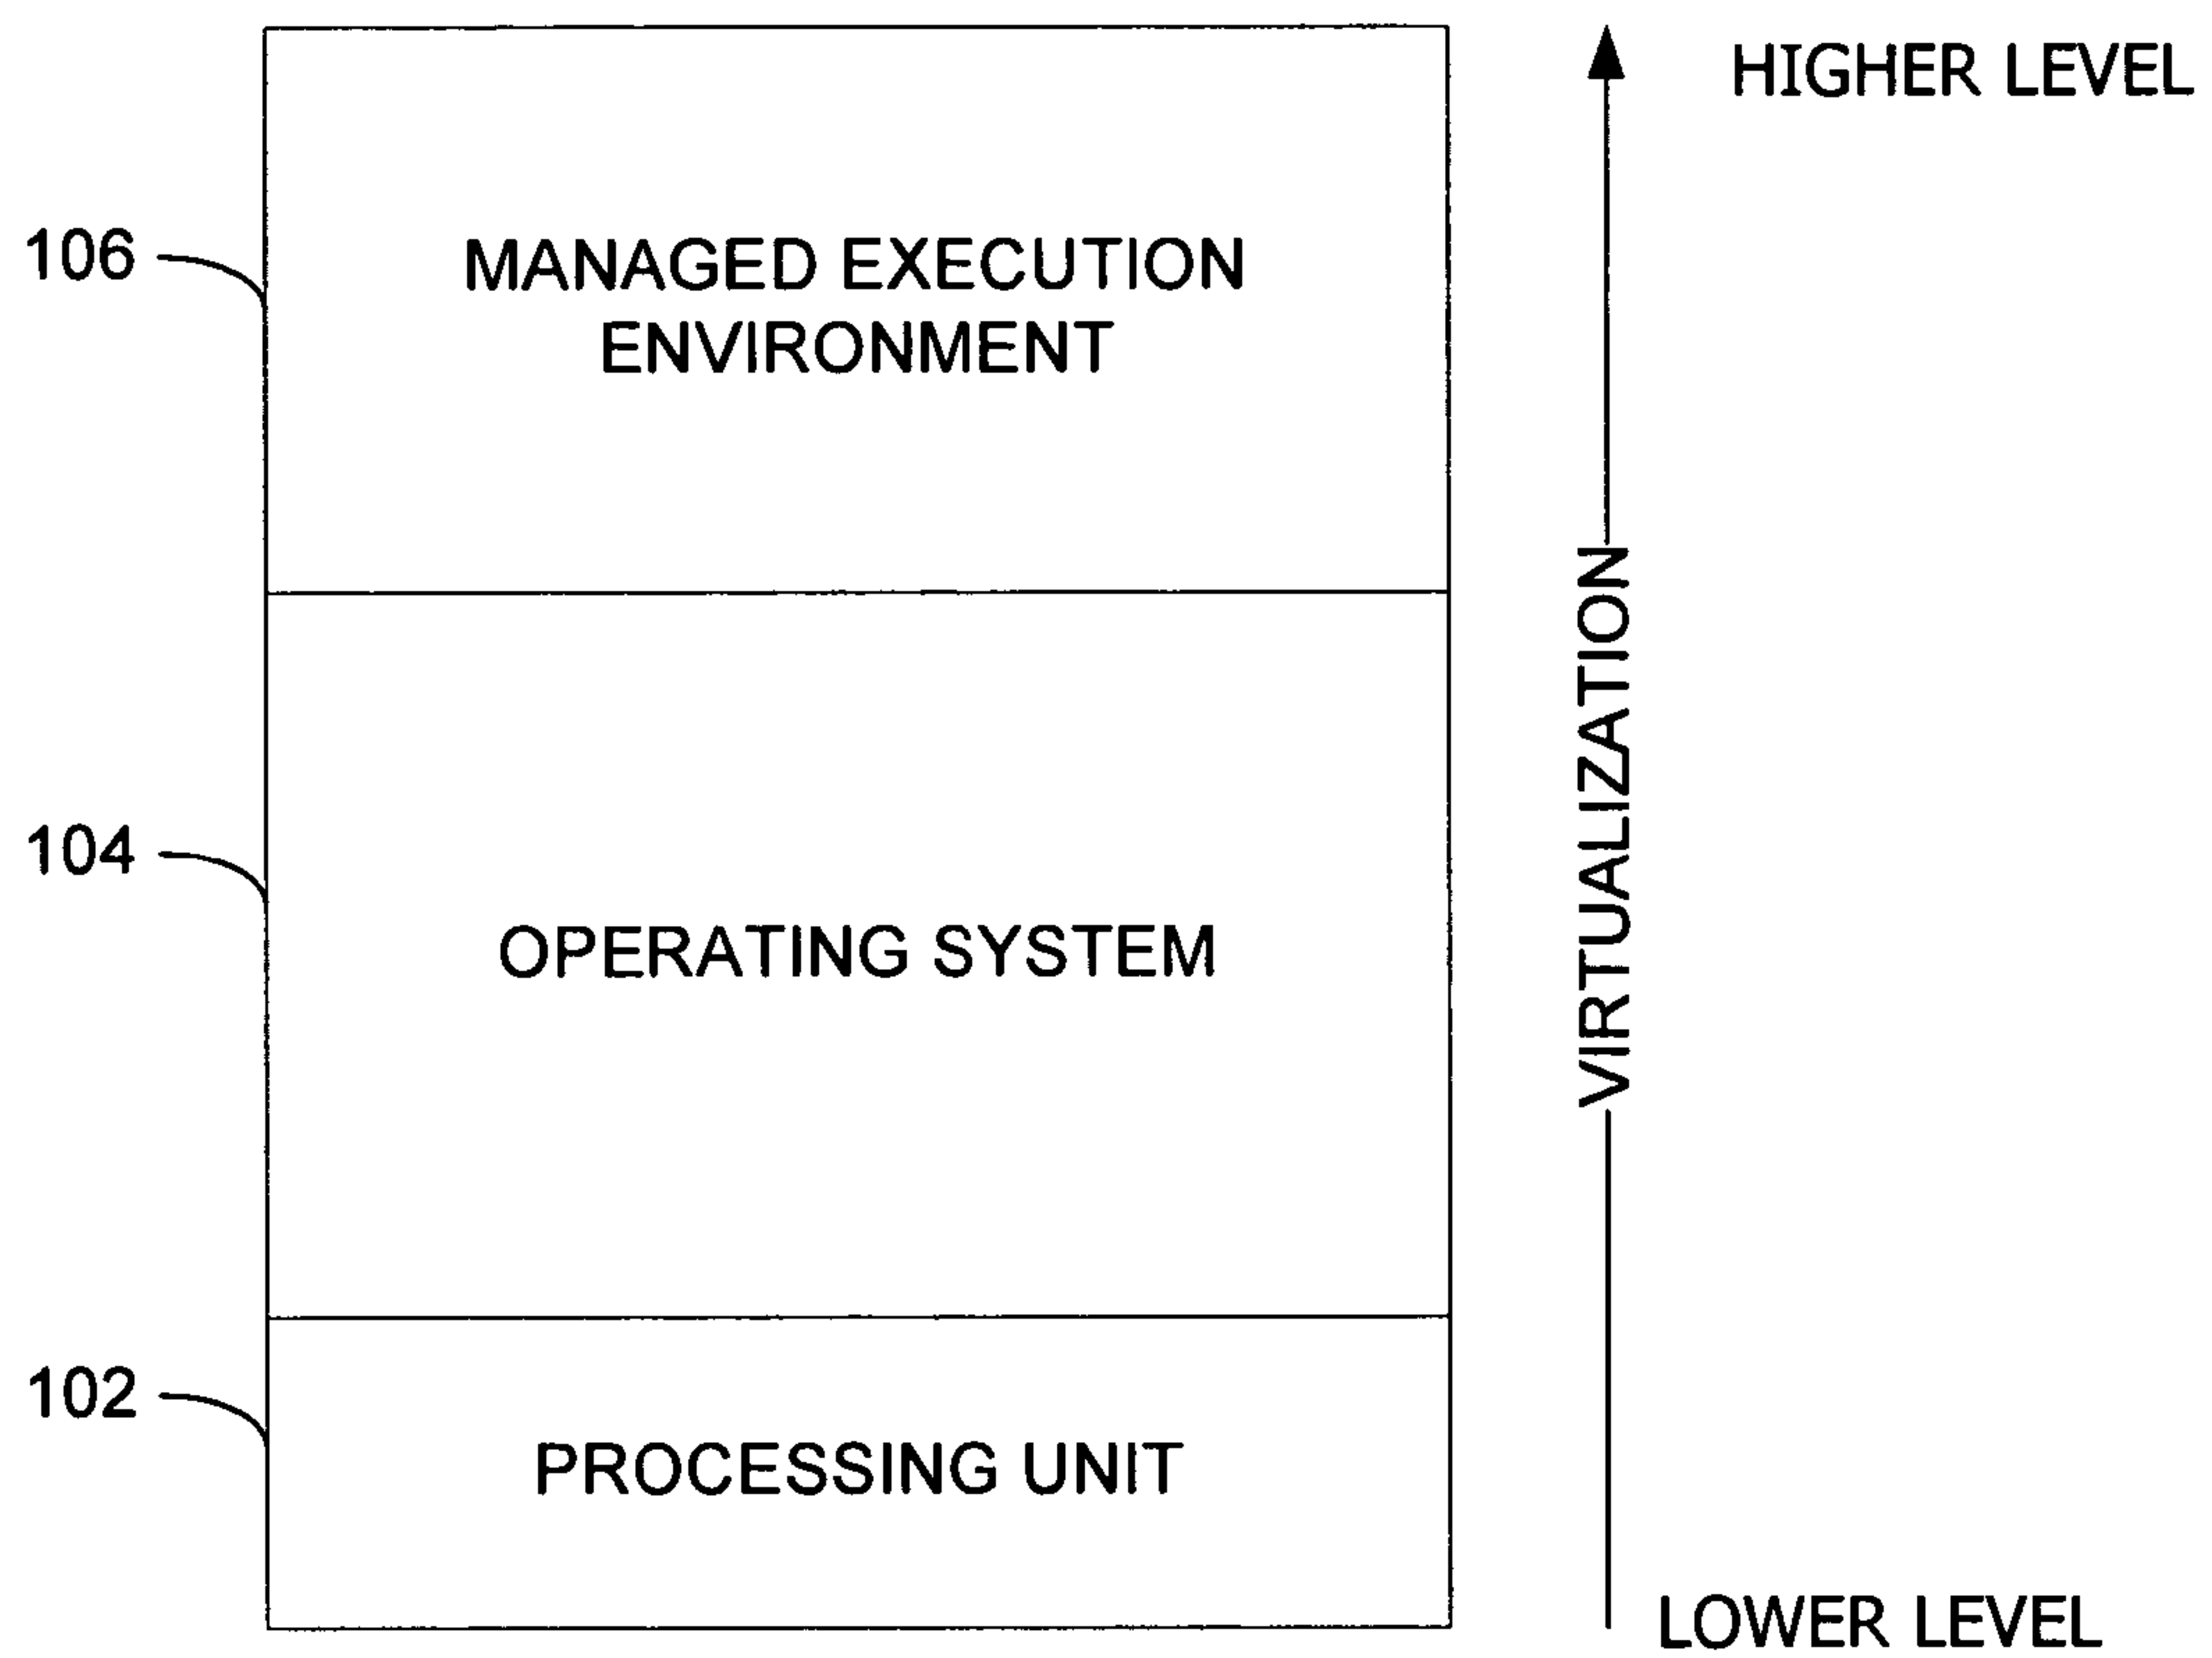 HIGHER LEVEL
106
MANAGED EXECUTION
ENVIRONMENT
VIRTUALIZATION
104
OPERATING SYSTEM
102
PROCESSING UNIT
LOWER LEVEL